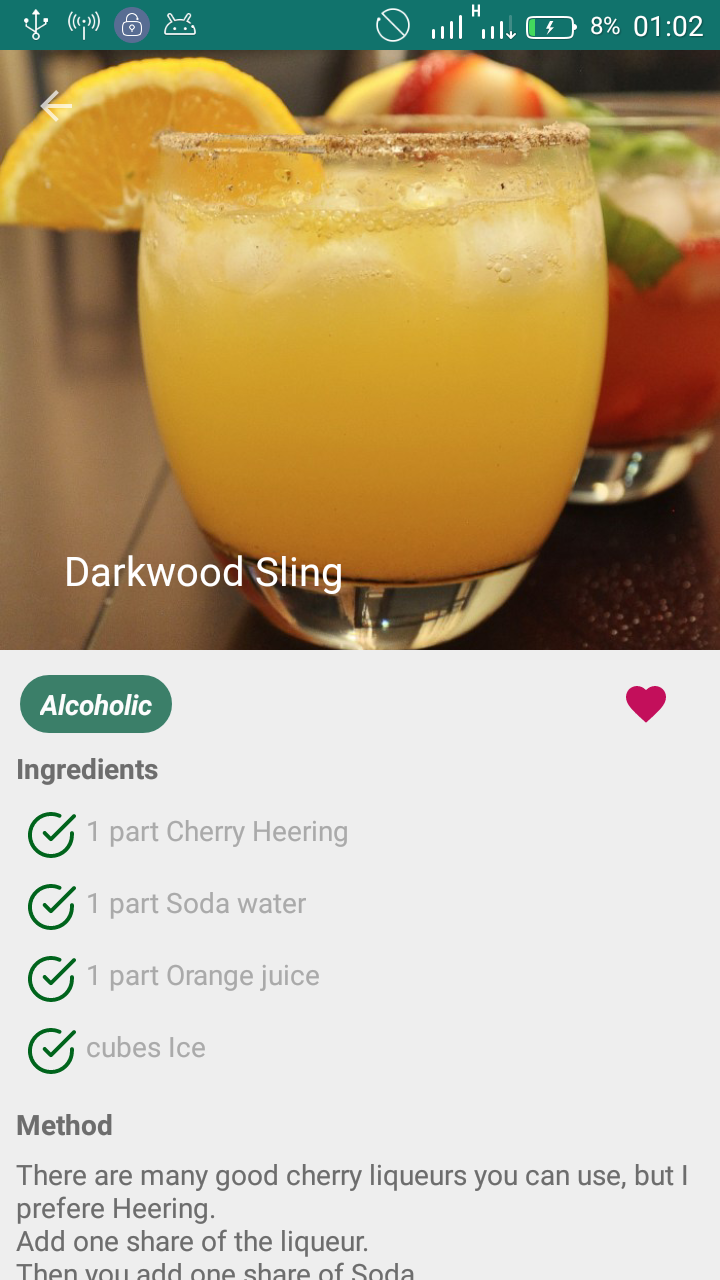 H
8% 01:02
Darkwood Sling
Alcoholic
Ingredients
1 part Cherry Heering
1 part Soda water
1 part Orange juice
cubes Ice
Method
There are many good cherry liqueurs you can use, but I
prefere Heering.
Add one share of the liqueur.
Then you add one share of Soda.